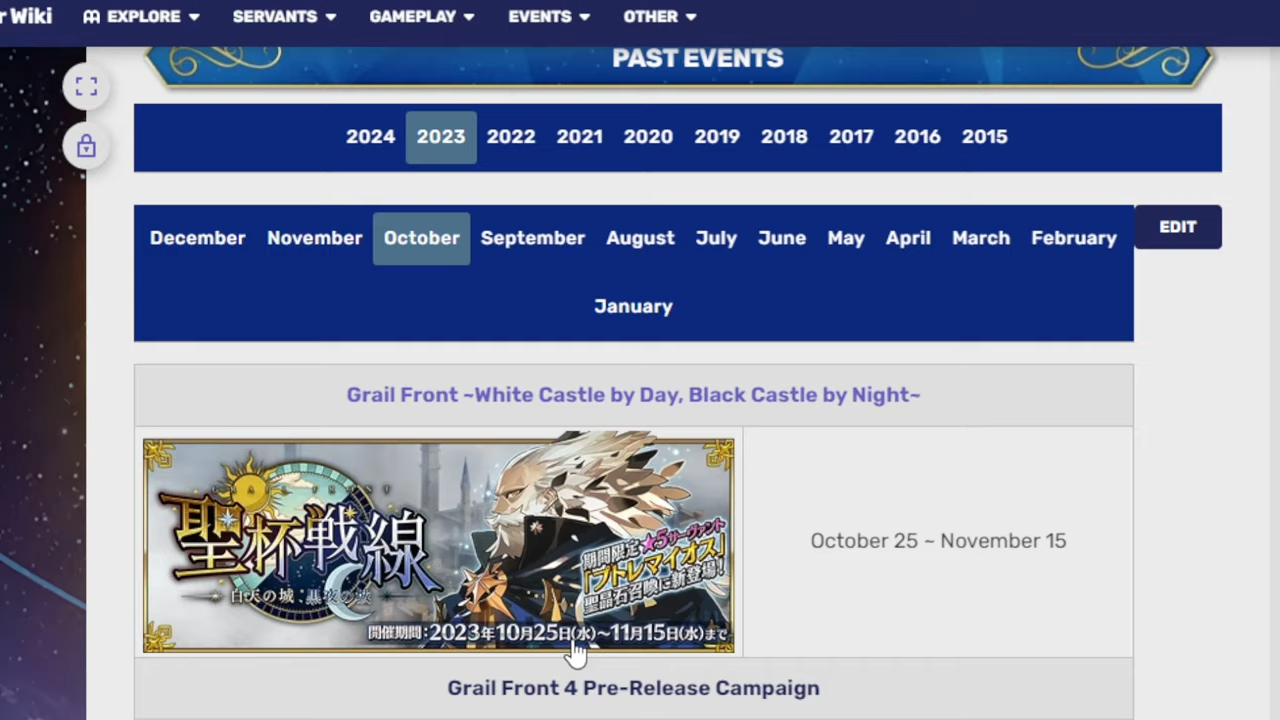 r Wiki EXPLORE SERVANTS GAMEPLAY EVENTS OTHER
PAST EVENTS
2024 2023 2022 2021 2020 2019 2018 2017 2016 2015
December November October September August July June May April March February
January
EDIT
Grail Front ~White Castle by Day, Black Castle by Night~
GRAIL FRONT
聖杯戦線
白天の城、黒夜の城
期間限定★5サーヴァント
「プトレマイオス」
聖晶石召喚に新登場!
開催期間:2023年10月25日(水)~11月15日(水)まで
October 25 ~ November 15
Grail Front 4 Pre-Release Campaign